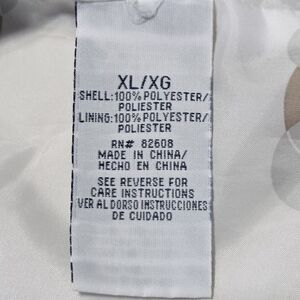 XL/XG
SHELL:100% POLYESTER/
POLIESTER
LINING:100% POLYESTER/
POLIESTER
RN# 82608
MADE IN CHINA/
HECHO EN CHINA
SEE REVERSE FOR
CARE INSTRUCTIONS
VER AL DORSO INSTRUCCIONES
DE CUIDADO